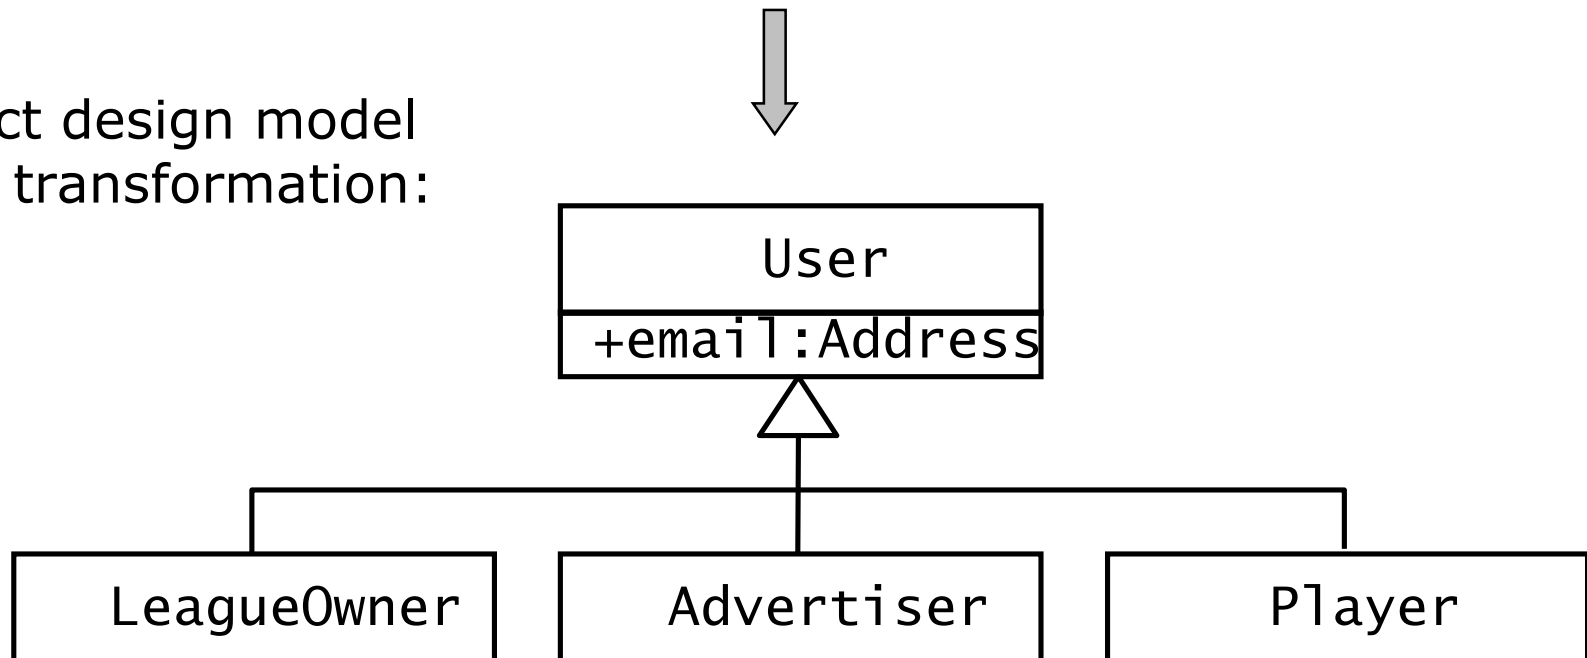 ct design model
transformation:
User
+email:Address
LeagueOwner
Advertiser
Player